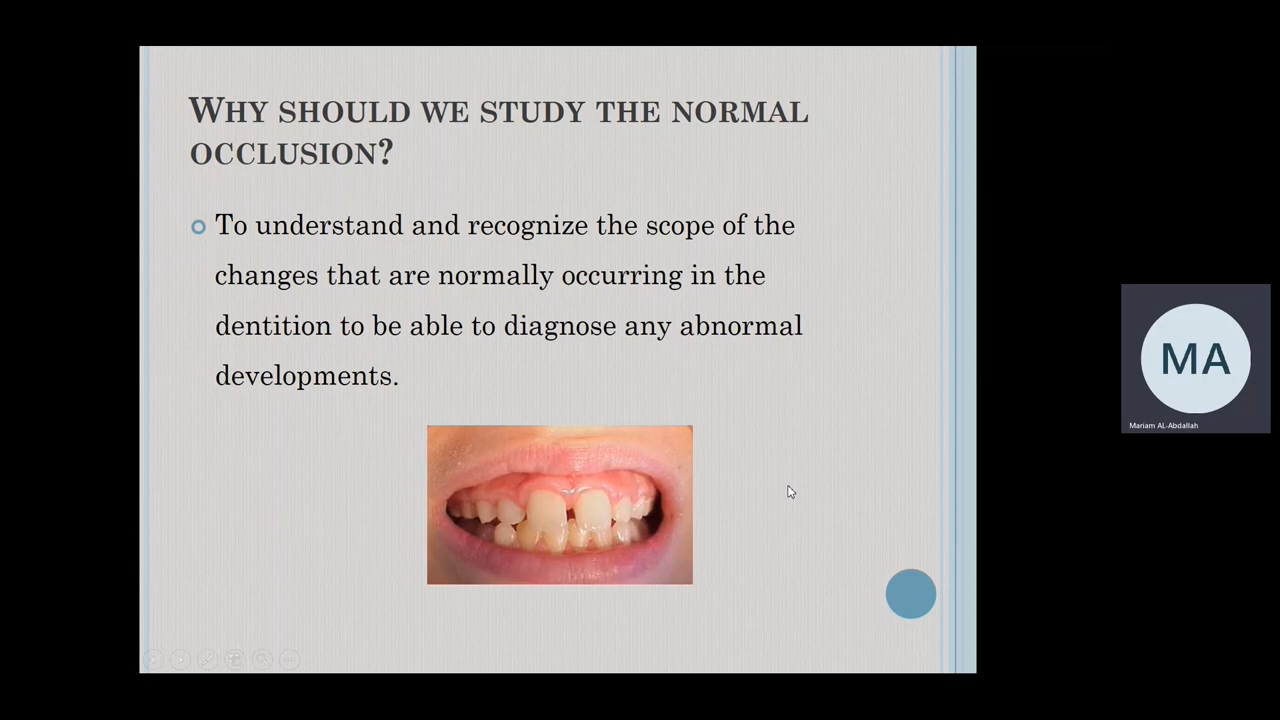 WHY SHOULD WE STUDY THE NORMAL
OCCLUSION?
To understand and recognize the scope of the
changes that are normally occurring in the
dentition to be able to diagnose any abnormal
developments.
MA
Mariam AL-Abdallah